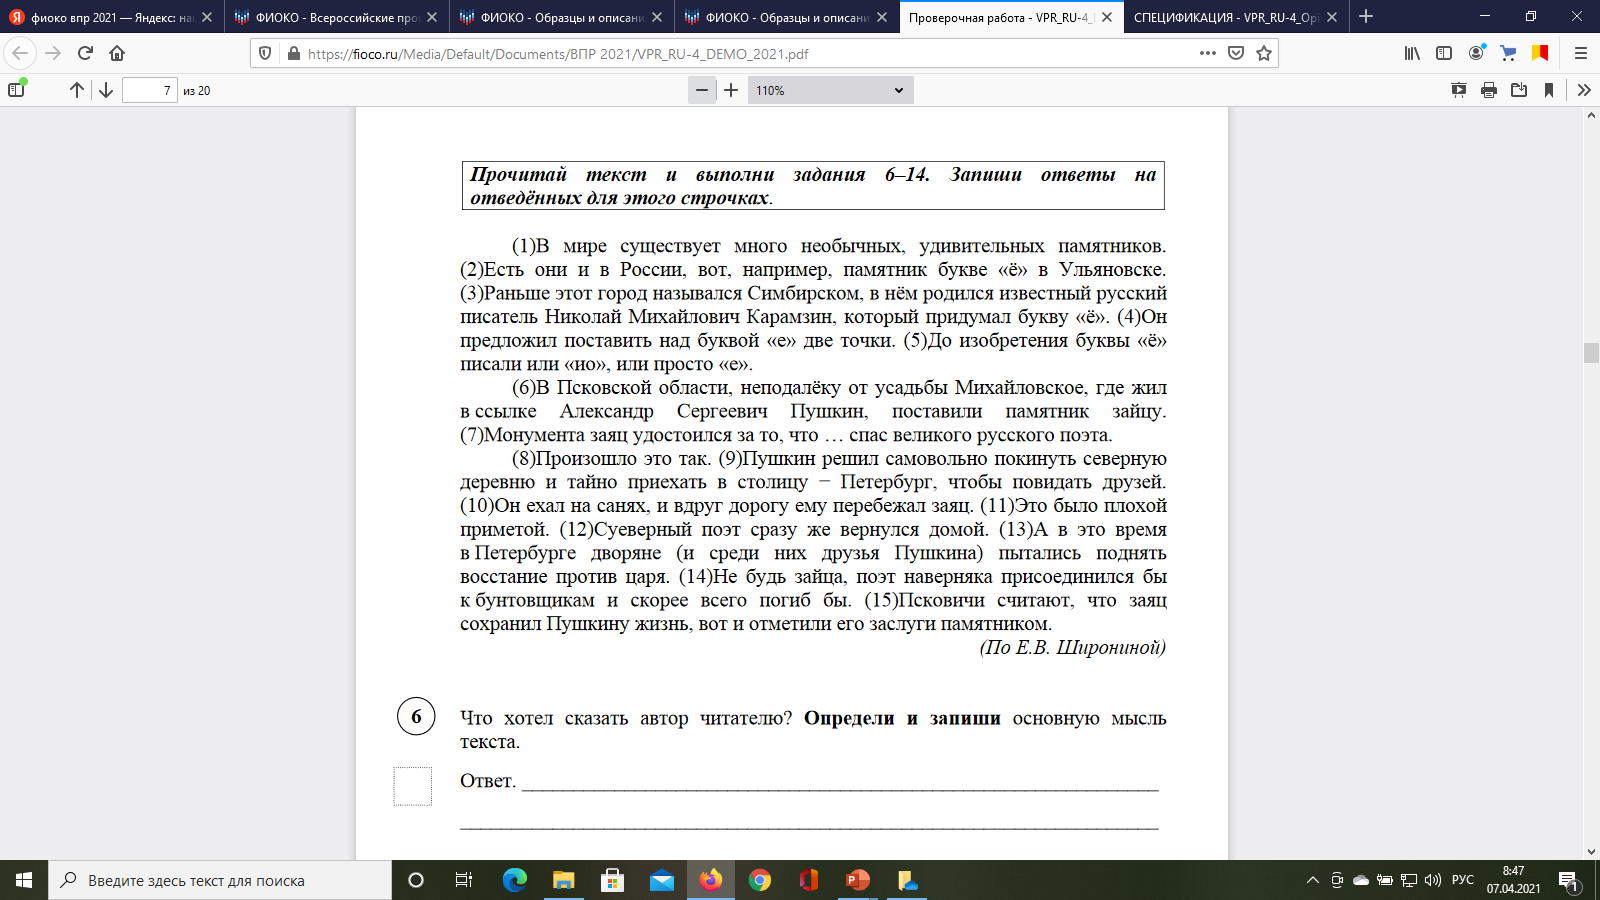 фиоко впр 2021 — Яндекс: на
ФИОКО - Всероссийские про
ФИОКО - Образцы и описани
ФИОКО - Образцы и описани
Проверочная работа - VPR_RU-4_
СПЕЦИФИКАЦИЯ - VPR_RU-4_Op
https://fioco.ru/Media/Default/Documents/ВПР 2021/VPR_RU-4_DEMO_2021.pdf
7 из 20
110%
Прочитай текст и выполни задания 6–14. Запиши ответы на
отведённых для этого строчках.
(1)В мире существует много необычных, удивительных памятников.
(2)Есть они и в России, вот, например, памятник букве «ё» в Ульяновске.
(3)Раньше этот город назывался Симбирском, в нём родился известный русский
писатель Николай Михайлович Карамзин, который придумал букву «ё». (4)Он
предложил поставить над буквой «е» две точки. (5)До изобретения буквы «ё»
писали или «ио», или просто «е».
(6)В Псковской области, неподалёку от усадьбы Михайловское, где жил
в ссылке Александр Сергеевич Пушкин, поставили памятник зайцу.
(7)Монумента заяц удостоился за то, что … спас великого русского поэта.
(8)Произошло это так. (9)Пушкин решил самовольно покинуть северную
деревню и тайно приехать в столицу − Петербург, чтобы повидать друзей.
(10)Он ехал на санях, и вдруг дорогу ему перебежал заяц. (11)Это было плохой
приметой. (12)Суеверный поэт сразу же вернулся домой. (13)А в это время
в Петербурге дворяне (и среди них друзья Пушкина) пытались поднять
восстание против царя. (14)Не будь зайца, поэт наверняка присоединился бы
к бунтовщикам и скорее всего погиб бы. (15)Псковичи считают, что заяц
сохранил Пушкину жизнь, вот и отметили его заслуги памятником.
(По Е.В. Широниной)
6
Что хотел сказать автор читателю? Определи и запиши основную мысль
текста.
Ответ.
Введите здесь текст для поиска
РУС
8:47
07.04.2021
1